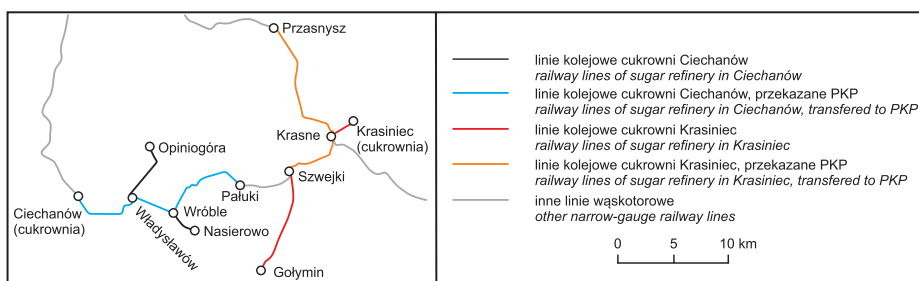 Przasnysz
Krasne
Krasiniec
(cukrownia)
Opiniogóra
Szwejki
Pałuki
Ciechanów
(cukrownia)
Władysławów
Wróble
Nasierowo
Gołymin
linie kolejowe cukrowni Ciechanów
railway lines of sugar refinery in Ciechanów
linie kolejowe cukrowni Ciechanów, przekazane PKP
railway lines of sugar refinery in Ciechanów, transfered to PKP
linie kolejowe cukrowni Krasiniec
railway lines of sugar refinery in Krasiniec
linie kolejowe cukrowni Krasiniec, przekazane PKP
railway lines of sugar refinery in Krasiniec, transfered to PKP
inne linie wąskotorowe
other narrow-gauge railway lines
0 5 10 km